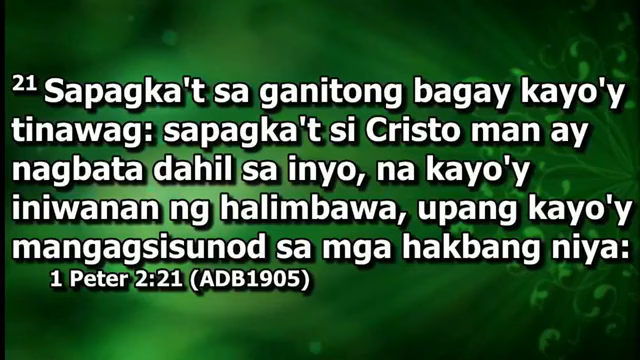 21 Sapagka't sa ganitong bagay kayo'y
tinawag: sapagka't si Cristo man ay
nagbata dahil sa inyo, na kayo'y
iniwanan ng halimbawa, upang kayo'y
mangagsisunod sa mga hakbang niya:
1 Peter 2:21 (ADB1905)